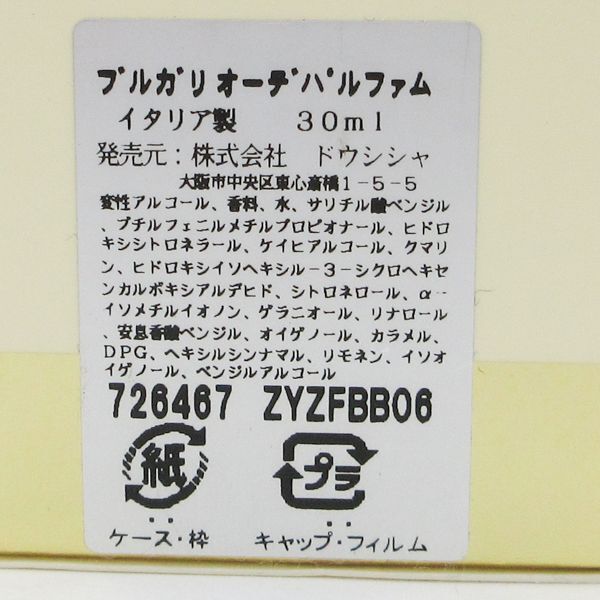 ブルガリオーデパルファム
イタリア製　30ml
発売元：株式会社　ドウシシャ
大阪市中央区東心斎橋1-5-5
変性アルコール、香料、水、サリチル酸ベンジル
、ブチルフェニルメチルプロピオナール、ヒドロ
キシシトロネラール、ケイヒアルコール、クマリ
ン、ヒドロキシイソヘキシル-3-シクロヘキセ
ンカルボキシアルデヒド、シトロネロール、α-
イソメチルイオノン、ゲラニオール、リナロール
、安息香酸ベンジル、オイゲノール、カラメル、
DPG、ヘキシルシンナマル、リモネン、イソオ
イゲノール、ベンジルアルコール
726467 ZYZFBB06
紙 プラ
ケース・枠 キャップ・フィルム